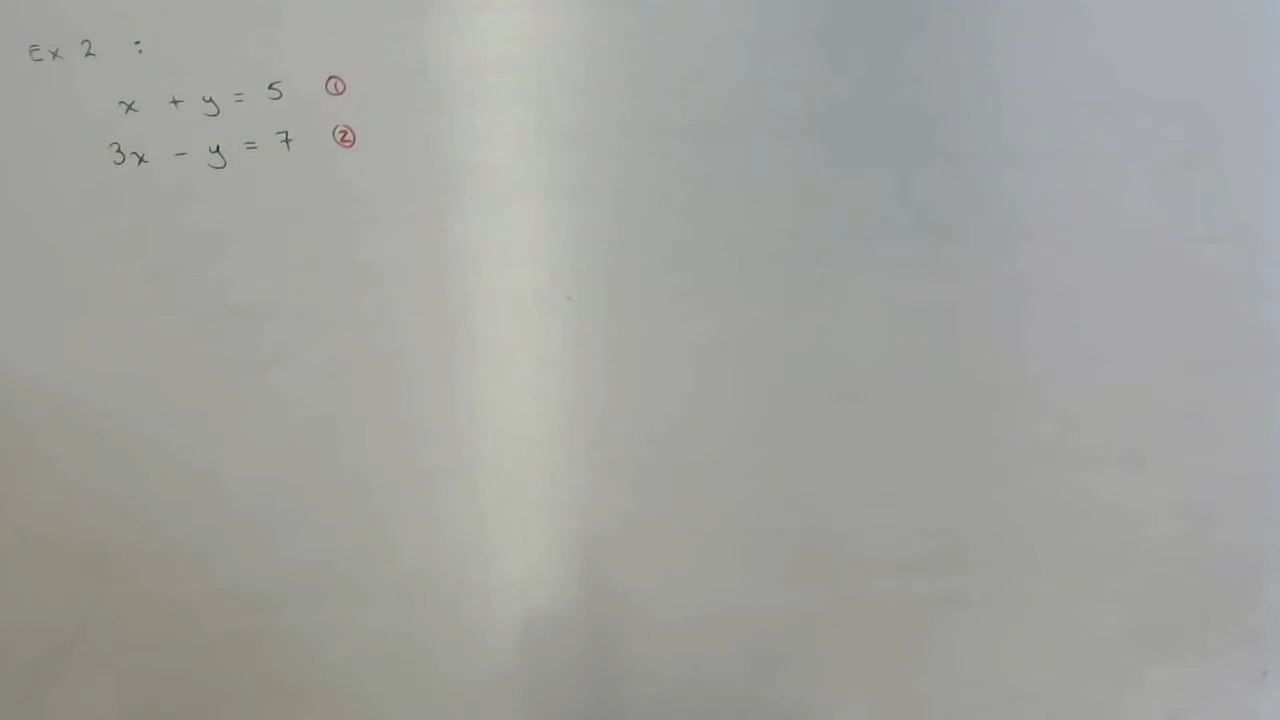 Ex 2 :
x + y = 5 ①
3x - y = 7 ②